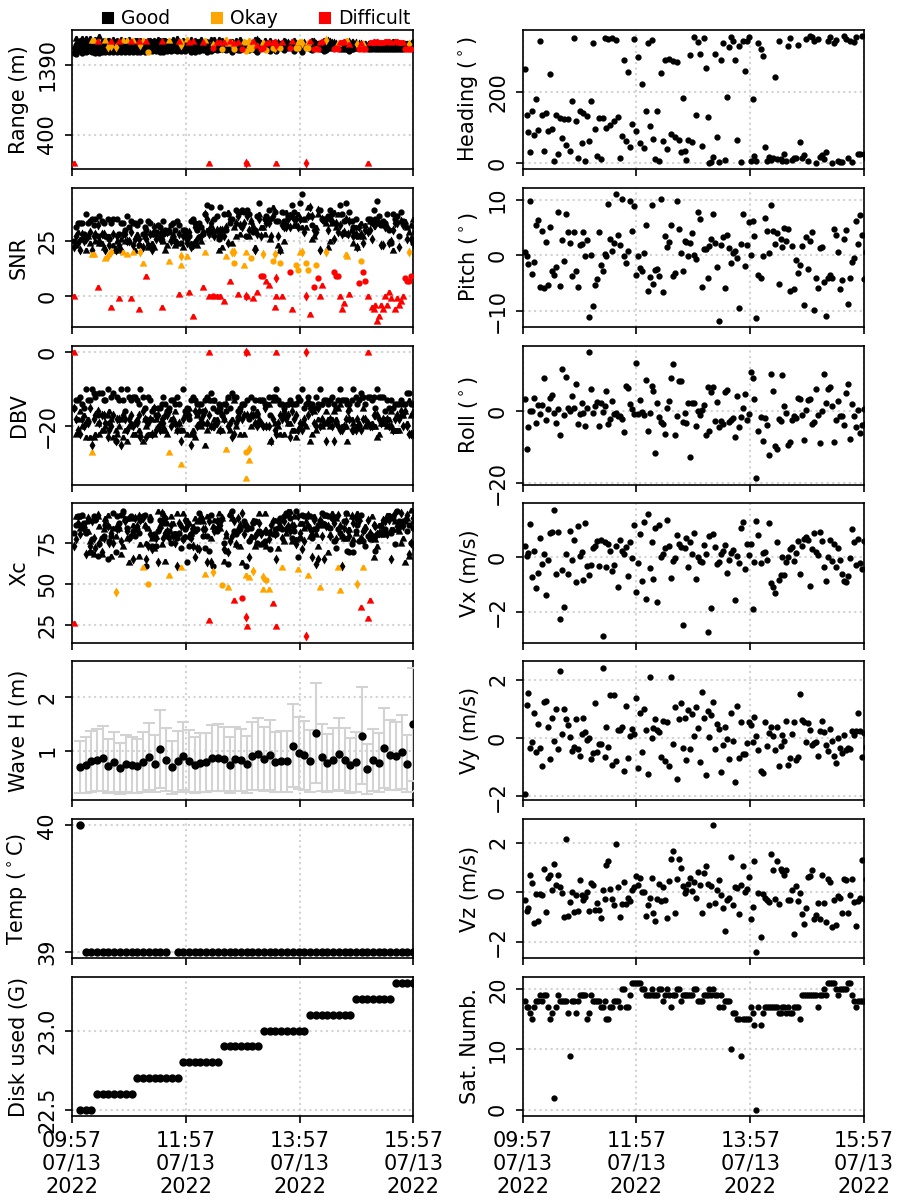 Good Okay Difficult
Range (m)
1390
400
Heading (°)
200
0
SNR
25
0
Pitch (°)
10
0
−10
DBV
0
−20
Roll (°)
0
−20
Xc
75
50
25
Vx (m/s)
0
−2
Wave H (m)
2
1
Vy (m/s)
2
0
−2
Temp (°C)
40
39
Vz (m/s)
2
0
−2
Disk used (G)
23.0
22.5
Sat. Numb.
20
10
0
09:57 11:57 13:57 15:57
07/13 07/13 07/13 07/13
2022 2022 2022 2022
09:57 11:57 13:57 15:57
07/13 07/13 07/13 07/13
2022 2022 2022 2022